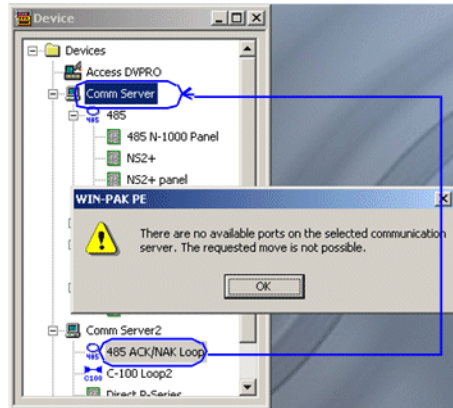 Device
Devices
Access DVPRO
Comm Server
485
485
485 N-1000 Panel
NS2+
NS2+ panel
WIN-PAK PE
There are no available ports on the selected communication
server. The requested move is not possible.
OK
Comm Server2
485
485 ACK/NAK Loop
C100
C-100 Loop2
Direct P-Series